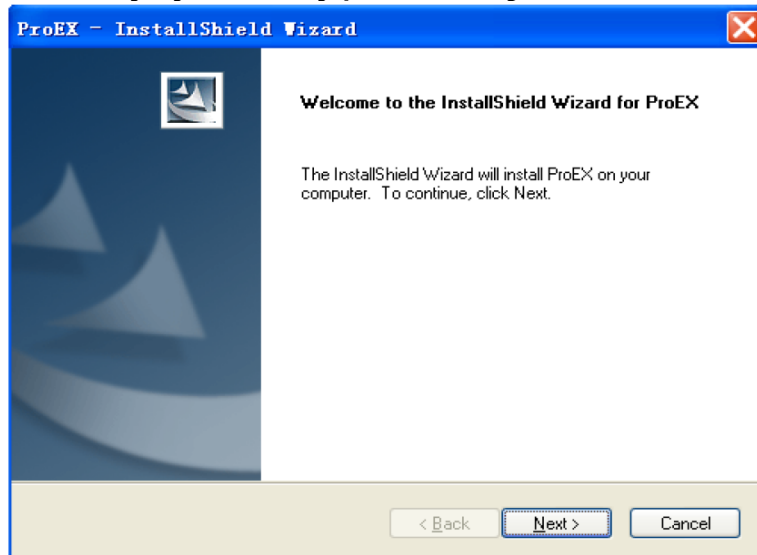 ProEX - InstallShield Wizard
Welcome to the InstallShield Wizard for ProEX
The InstallShield Wizard will install ProEX on your
computer. To continue, click Next.
< Back
Next >
Cancel